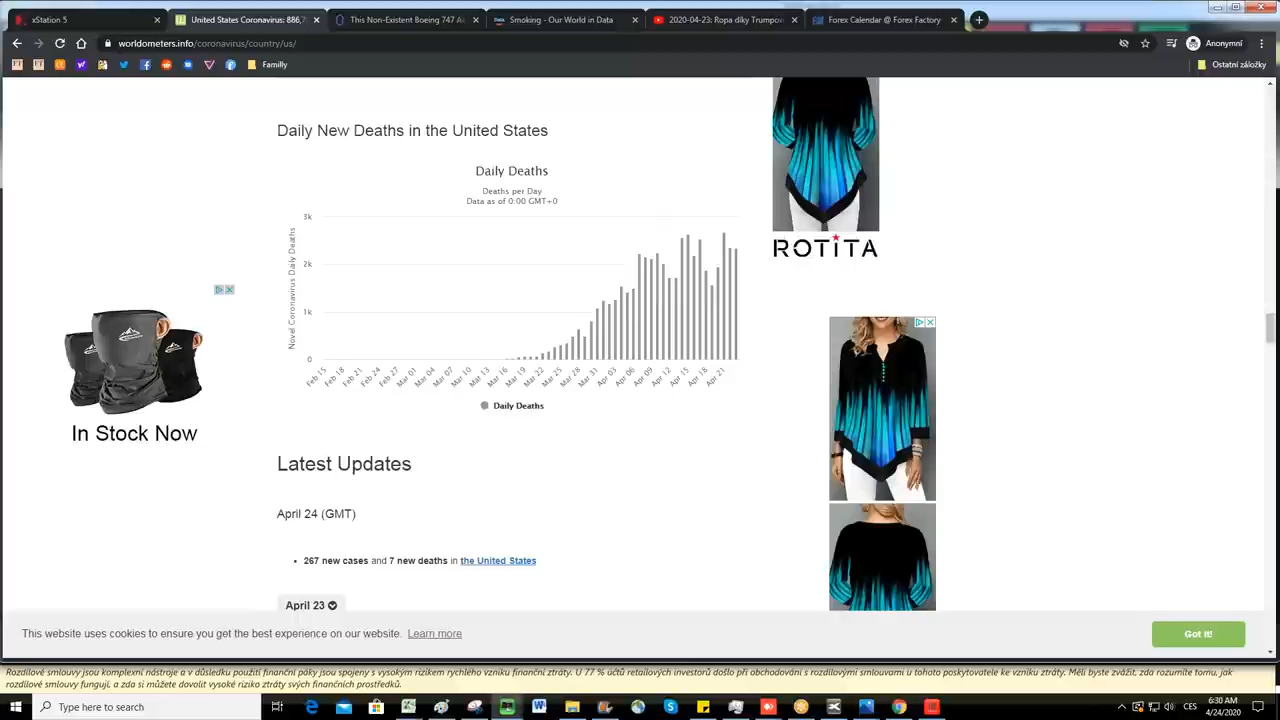 xStation 5
United States Coronavirus: 886,7
This Non-Existent Boeing 747 Air
Smoking - Our World in Data
2020-04-23: Ropa díky Trumpov
Forex Calendar @ Forex Factory
worldometers.info/coronavirus/country/us/
Anonymní
Familly
Ostatní záložky
Daily New Deaths in the United States
Daily Deaths
Deaths per Day
Data as of 0:00 GMT+0
Novel Coronavirus Daily Deaths
3k
2k
1k
0
Feb 15
Feb 18
Feb 21
Feb 24
Feb 27
Mar 01
Mar 04
Mar 07
Mar 10
Mar 13
Mar 16
Mar 19
Mar 22
Mar 25
Mar 28
Mar 31
Apr 03
Apr 06
Apr 09
Apr 12
Apr 15
Apr 18
Apr 21
Daily Deaths
ROTITA
In Stock Now
Latest Updates
April 24 (GMT)
267 new cases and 7 new deaths in the United States
April 23
This website uses cookies to ensure you get the best experience on our website. Learn more
Got it!
Rozdílové smlouvy jsou komplexní nástroje a v důsledku použití finanční páky jsou spojeny s vysokým rizikem rychlého vzniku finanční ztráty. U 77 % účtů retailových investorů došlo při obchodování s rozdílovými smlouvami u tohoto poskytovatele ke vzniku ztráty. Měli byste zvážit, zda rozumíte tomu, jak
rozdílové smlouvy fungují, a zda si můžete dovolit vysoké riziko ztráty svých finančních prostředků.
Type here to search
CES
6:30 AM
4/24/2020